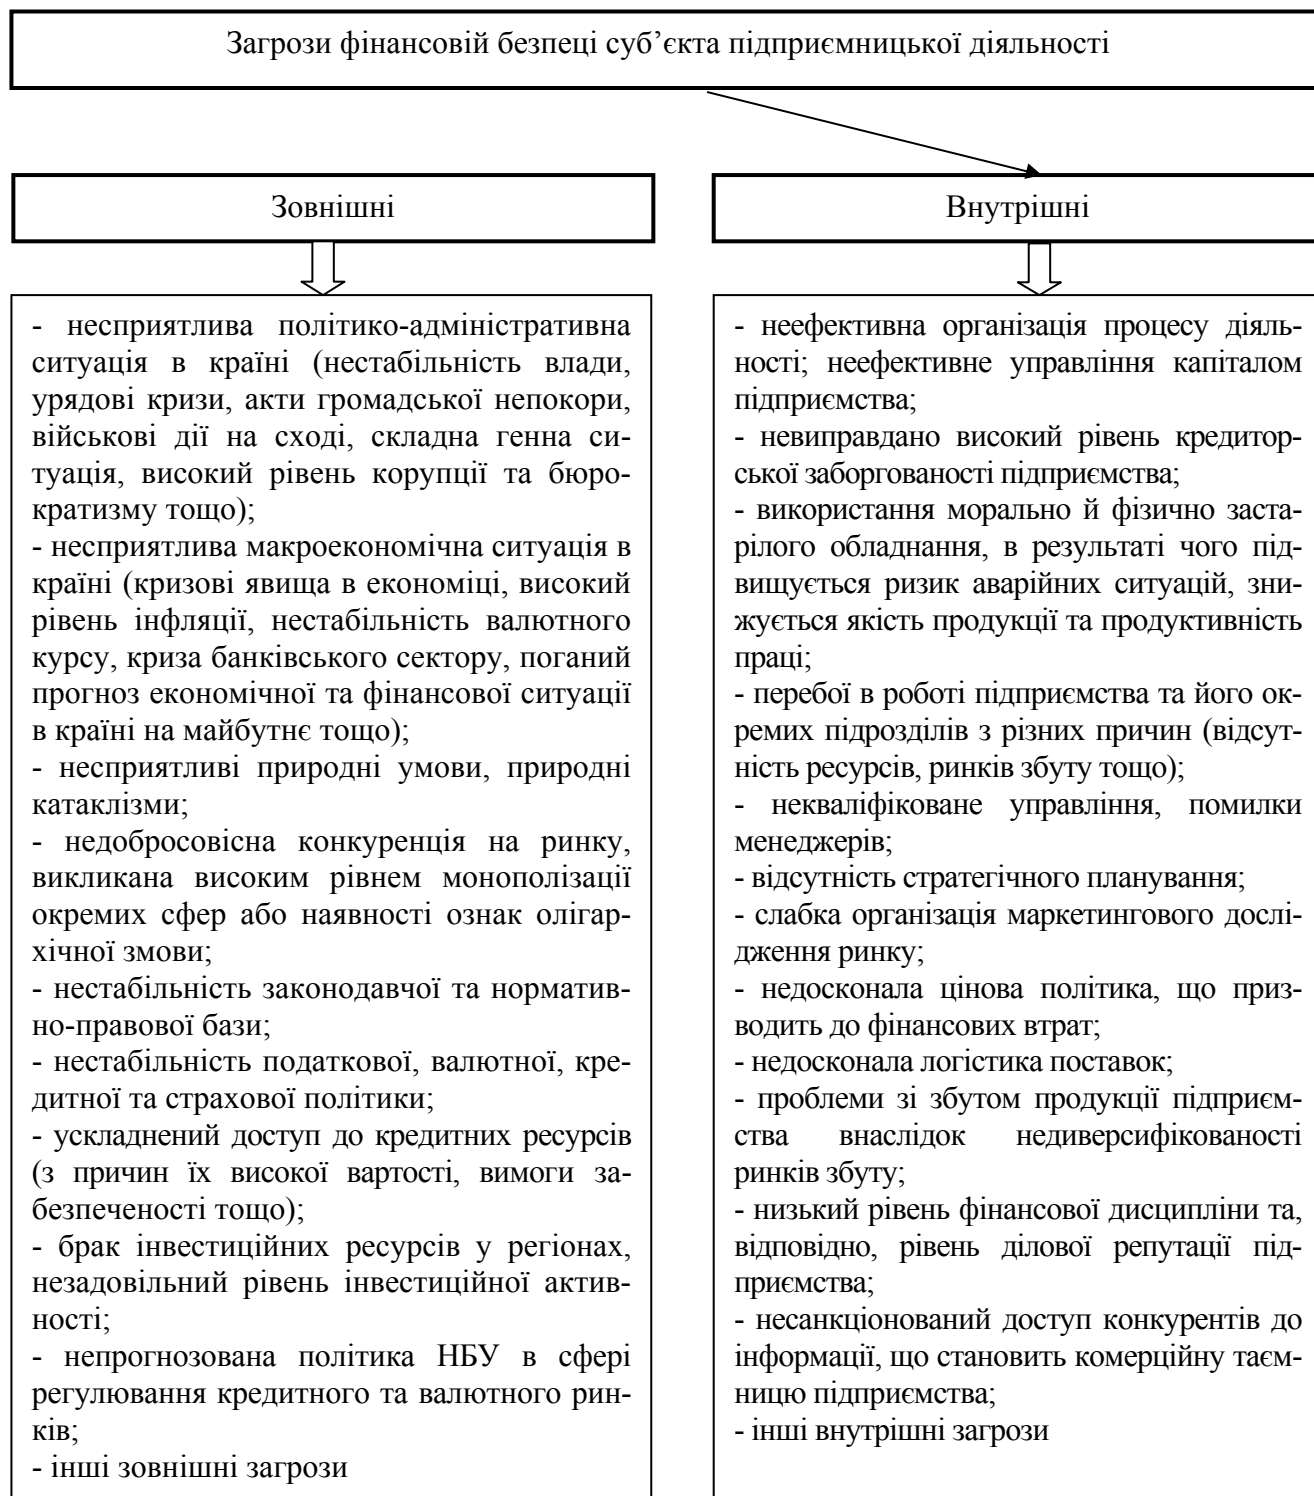 Загрози фінансовій безпеці суб’єкта підприємницької діяльності
Зовнішні
- несприятлива політико-адміністративна
ситуація в країні (нестабільність влади,
урядові кризи, акти громадської непокори,
військові дії на сході, складна генна си-
туація, високий рівень корупції та бюро-
кратизму тощо);
- несприятлива макроекономічна ситуація в
країні (кризові явища в економіці, високий
рівень інфляції, нестабільність валютного
курсу, криза банківського сектору, поганий
прогноз економічної та фінансової ситуації
в країні на майбутнє тощо);
- несприятливі природні умови, природні
катаклізми;
- недобросовісна конкуренція на ринку,
викликана високим рівнем монополізації
окремих сфер або наявності ознак олігар-
хічної змови;
- нестабільність законодавчої та норматив-
но-правової бази;
- нестабільність податкової, валютної, кре-
дитної та страхової політики;
- ускладнений доступ до кредитних ресурсів
(з причин їх високої вартості, вимоги за-
безпеченості тощо);
- брак інвестиційних ресурсів у регіонах,
незадовільний рівень інвестиційної актив-
ності;
- непрогнозована політика НБУ в сфері
регулювання кредитного та валютного рин-
ків;
- інші зовнішні загрози
Внутрішні
- неефективна організація процесу діяль-
ності; неефективне управління капіталом
підприємства;
- невиправдано високий рівень кредитор-
ської заборгованості підприємства;
- використання морально й фізично заста-
рілого обладнання, в результаті чого під-
вищується ризик аварійних ситуацій, зни-
жується якість продукції та продуктивність
праці;
- перебої в роботі підприємства та його ок-
ремих підрозділів з різних причин (відсут-
ність ресурсів, ринків збуту тощо);
- некваліфіковане управління, помилки
менеджерів;
- відсутність стратегічного планування;
- слабка організація маркетингового дослі-
дження ринку;
- недосконала цінова політика, що приз-
водить до фінансових втрат;
- недосконала логістика поставок;
- проблеми зі збутом продукції підприєм-
ства внаслідок недиверсифікованості
ринків збуту;
- низький рівень фінансової дисципліни та,
відповідно, рівень ділової репутації під-
приємства;
- несанкціонований доступ конкурентів до
інформації, що становить комерційну таєм-
ницю підприємства;
- інші внутрішні загрози